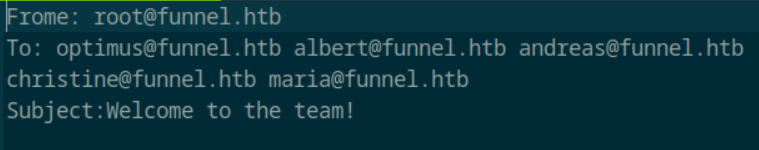 Frome: root@funnel.htb
To: optimus@funnel.htb albert@funnel.htb andreas@funnel.htb
christine@funnel.htb maria@funnel.htb
Subject:Welcome to the team!